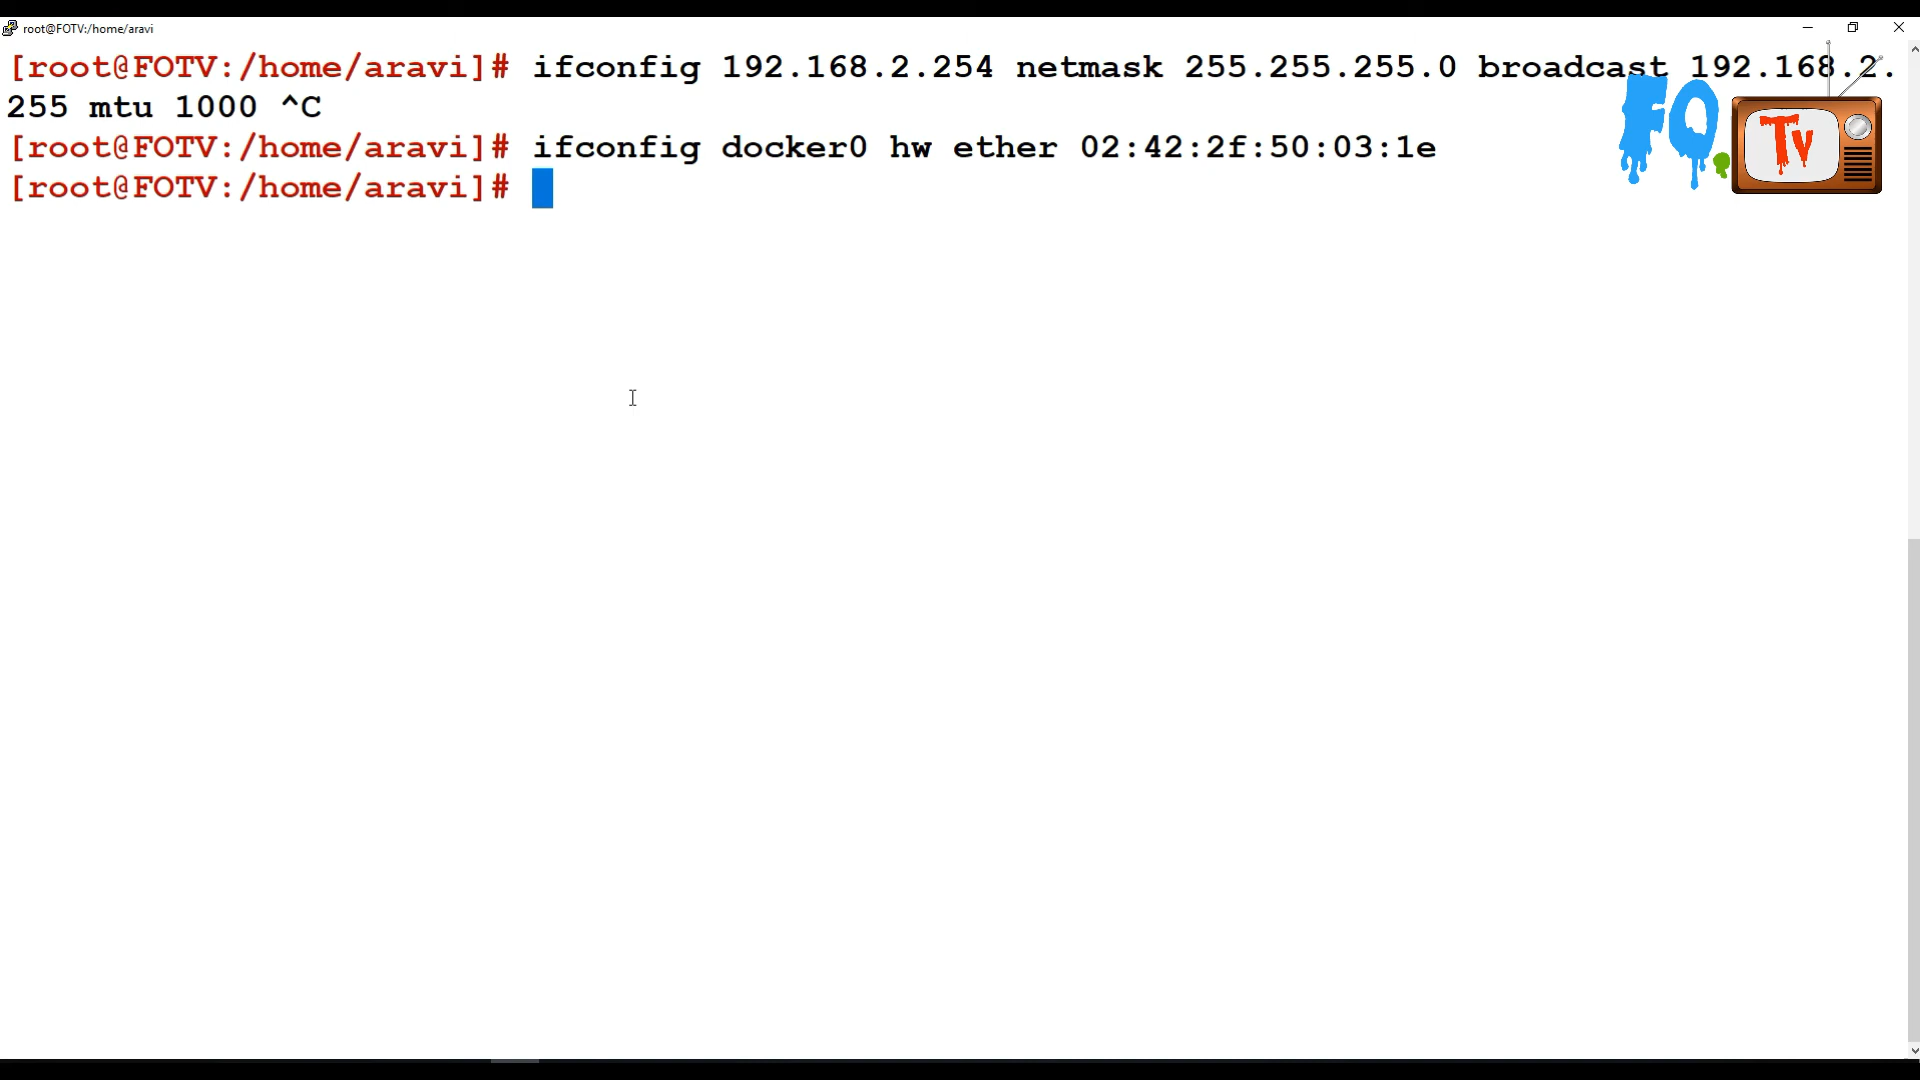 root@FOTV:/home/aravi
[root@FOTV:/home/aravi]# ifconfig 192.168.2.254 netmask 255.255.255.0 broadcast 192.168.2.
255 mtu 1000 ^C
[root@FOTV:/home/aravi]# ifconfig docker0 hw ether 02:42:2f:50:03:1e
[root@FOTV:/home/aravi]#
FO.
Tv